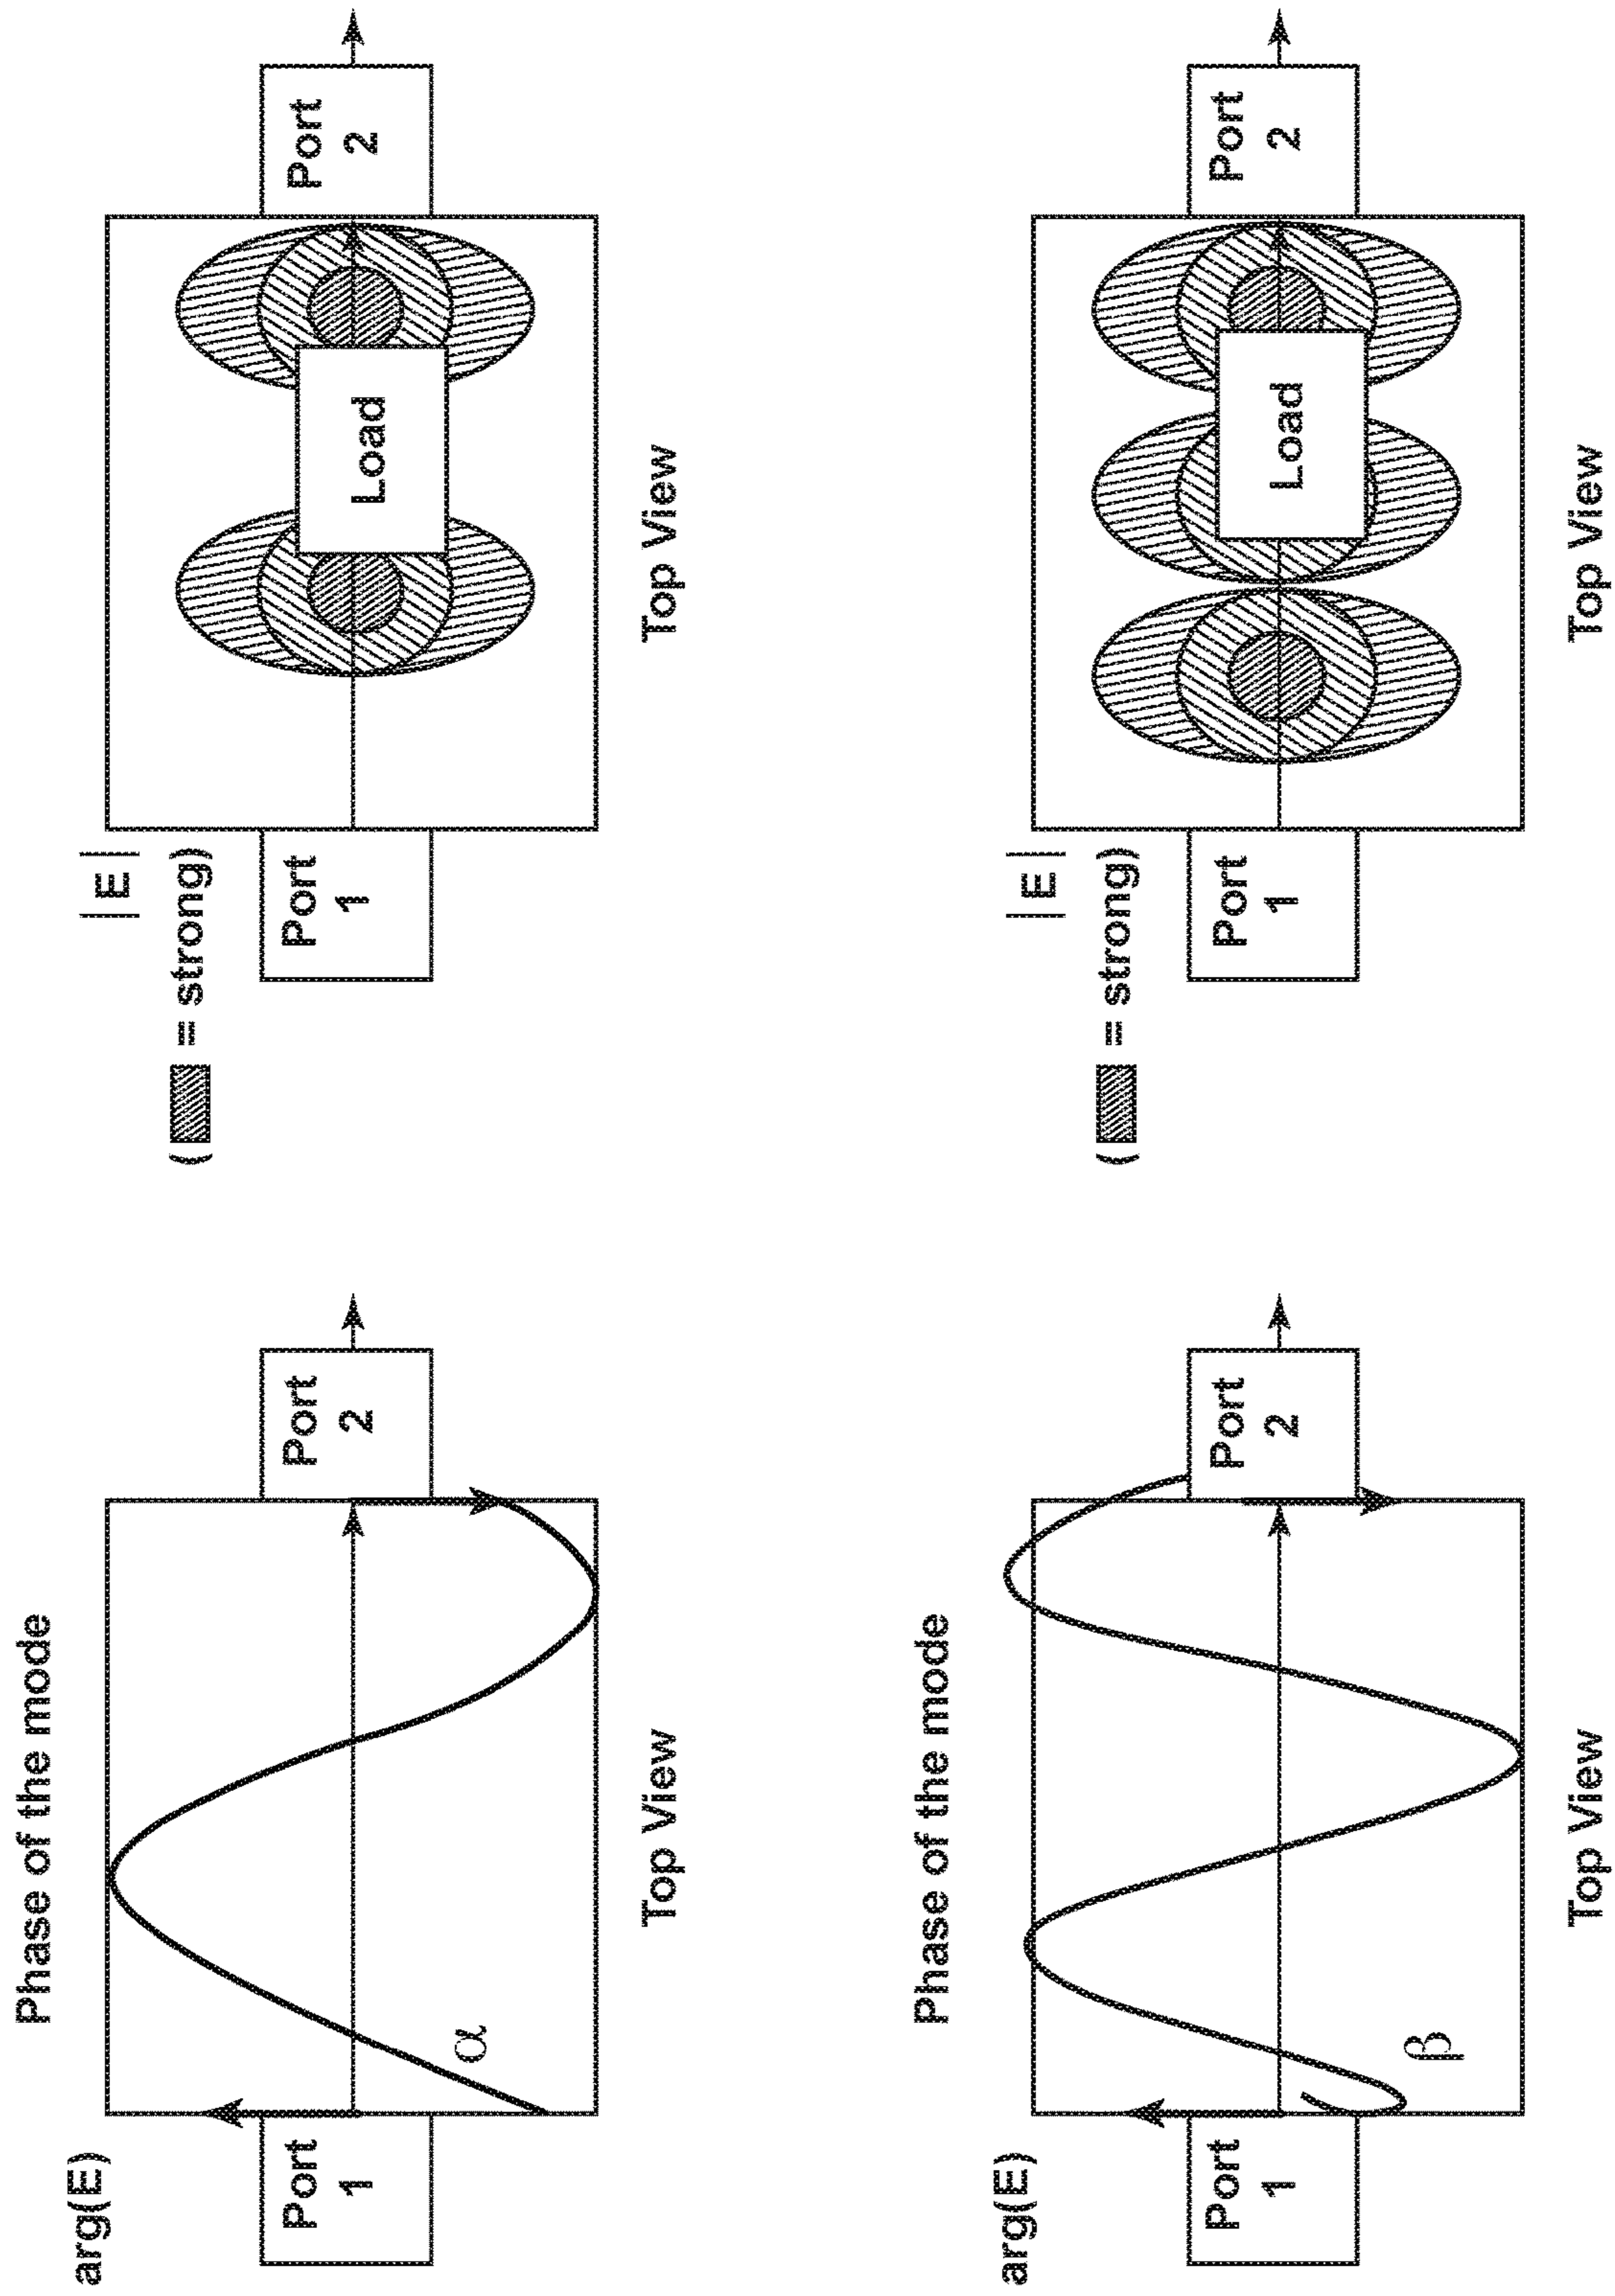 Phase of the mode
arg(E)
Port
1
α
Port
2
Top View
|E|
( = strong)
Port
1
Load
Port
2
Top View
Phase of the mode
arg(E)
Port
1
β
Port
2
Top View
|E|
( = strong)
Port
1
Load
Port
2
Top View